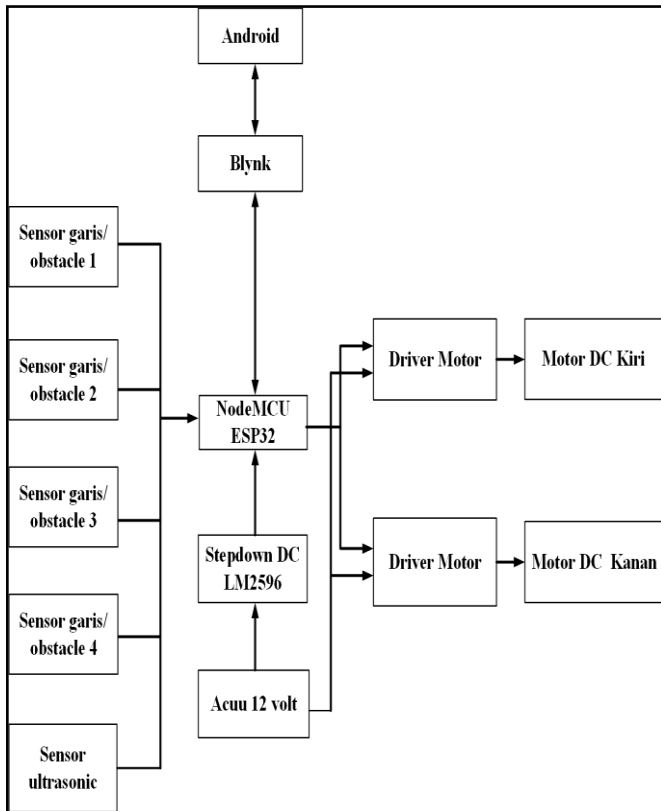 Android
Blynk
Sensor garis/
obstacle 1
Sensor garis/
obstacle 2
NodeMCU
ESP32
Driver Motor
Motor DC Kiri
Sensor garis/
obstacle 3
Stepdown DC
LM2596
Driver Motor
Motor DC Kanan
Sensor garis/
obstacle 4
Acuu 12 volt
Sensor
ultrasonic